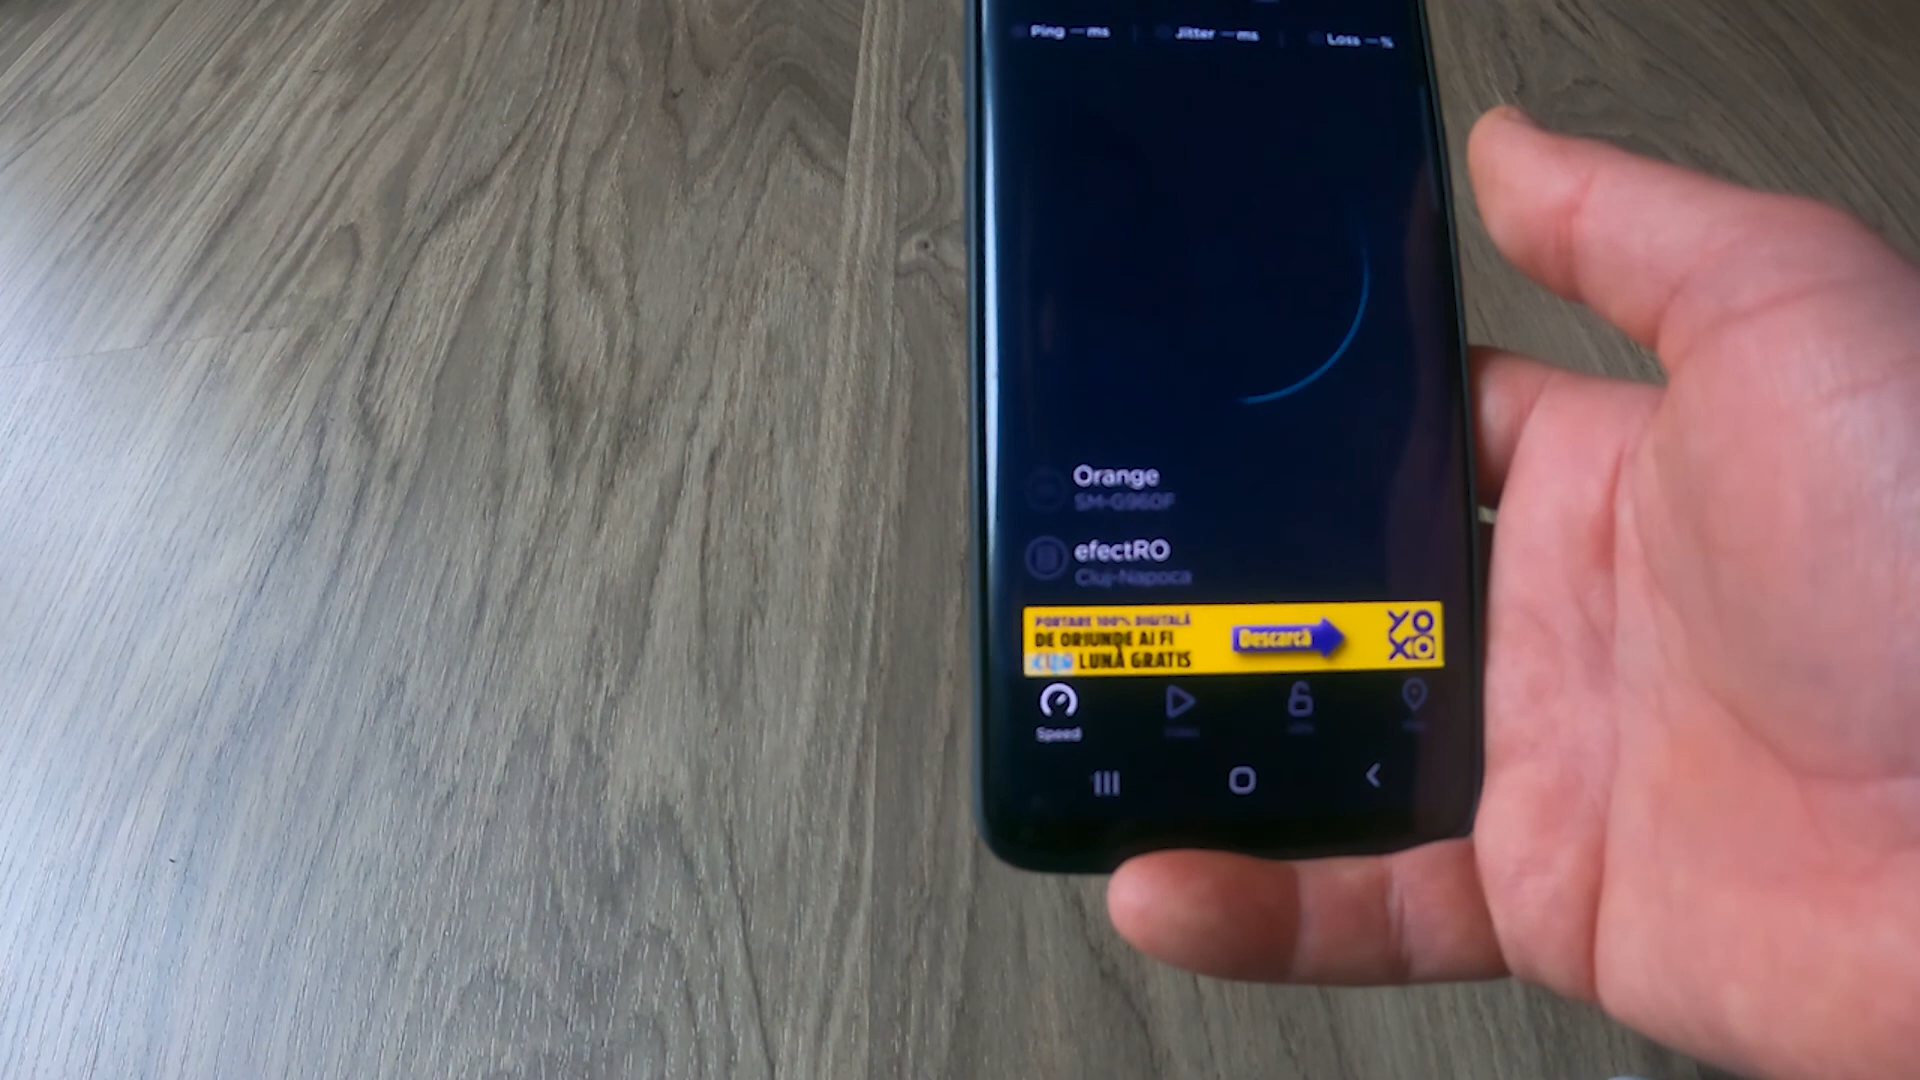 Ping — ms
Jitter — ms
Loss — %
Orange
SM-G960F
efectRO
Cluj-Napoca
PORTARE 100% DIGITALĂ
DE ORIUNDE AI FI
LUNĂ GRATIS
Descarcă
YOXO
Speed